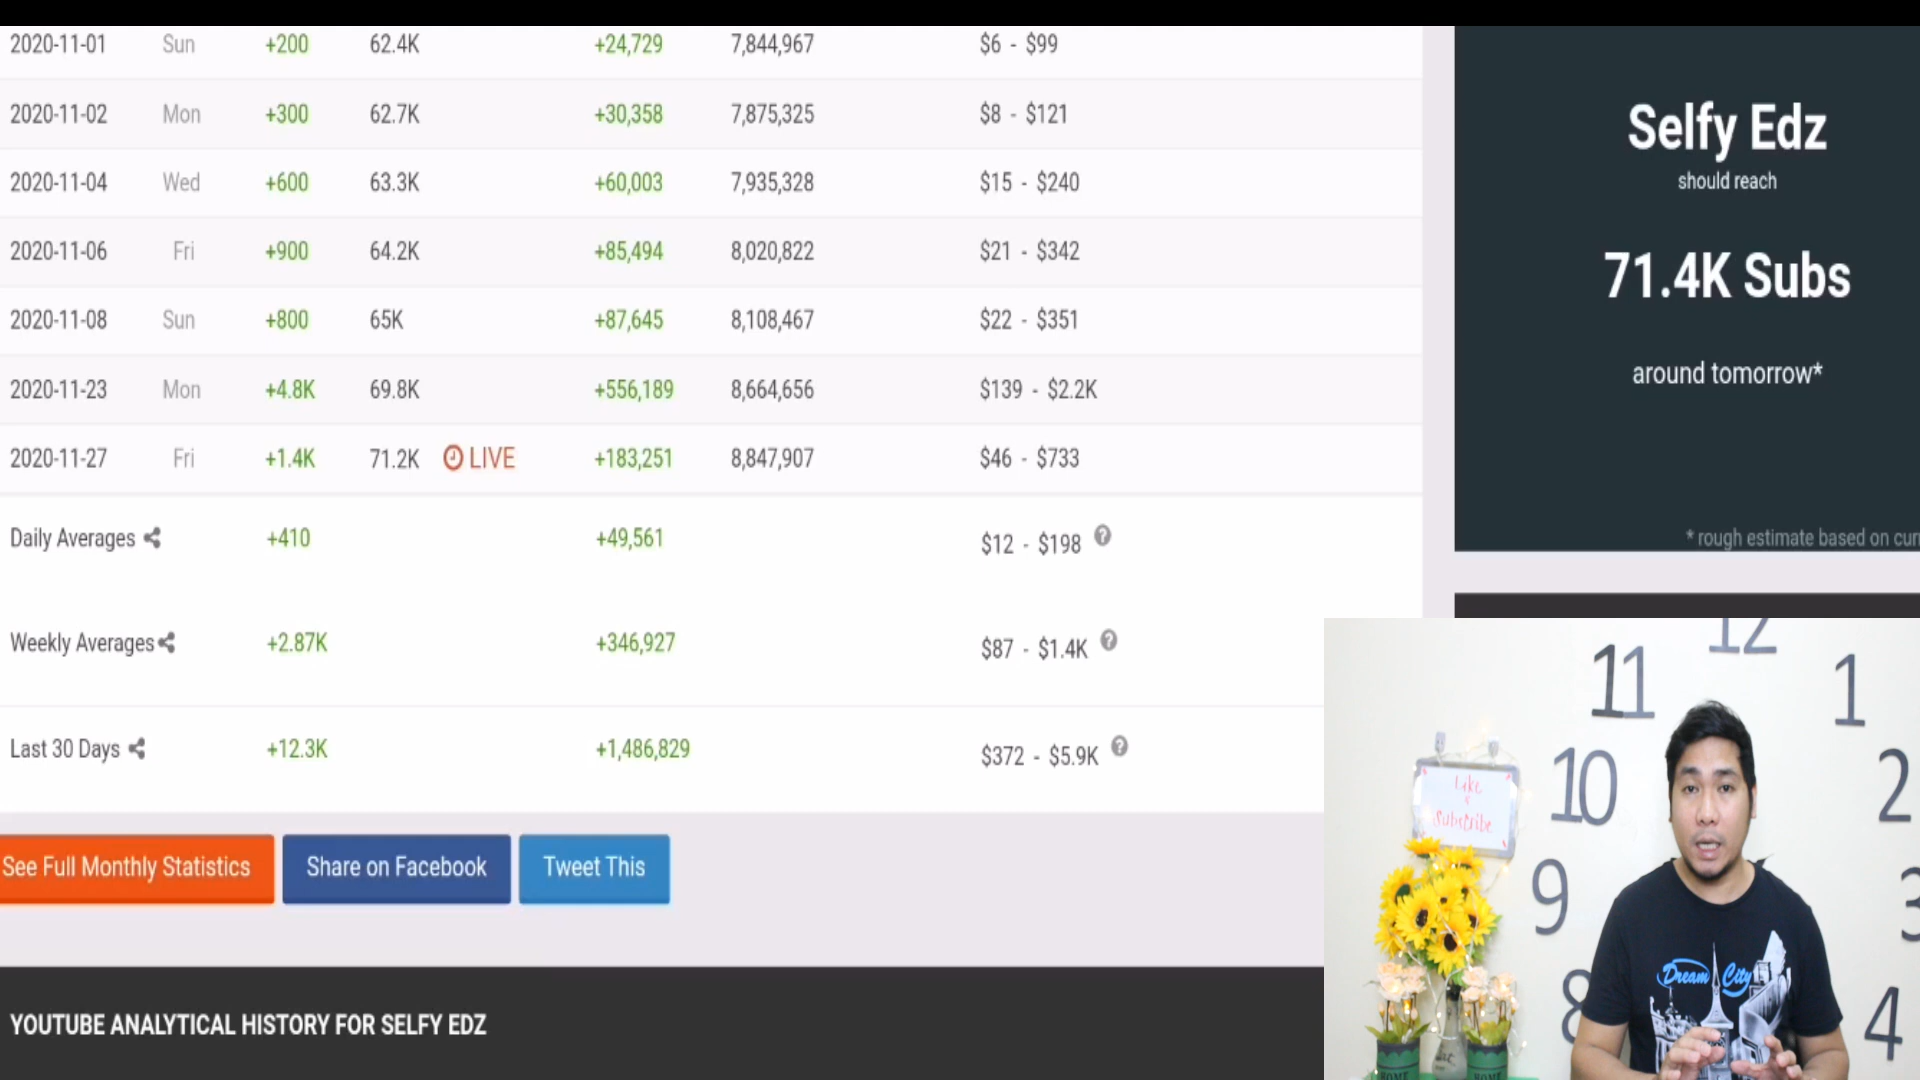 2020-11-01 Sun +200 62.4K +24,729 7,844,967 $6 - $99
2020-11-02 Mon +300 62.7K +30,358 7,875,325 $8 - $121
2020-11-04 Wed +600 63.3K +60,003 7,935,328 $15 - $240
2020-11-06 Fri +900 64.2K +85,494 8,020,822 $21 - $342
2020-11-08 Sun +800 65K +87,645 8,108,467 $22 - $351
2020-11-23 Mon +4.8K 69.8K +556,189 8,664,656 $139 - $2.2K
2020-11-27 Fri +1.4K 71.2K LIVE +183,251 8,847,907 $46 - $733
Daily Averages +410 +49,561 $12 - $198 ?
Weekly Averages +2.87K +346,927 $87 - $1.4K ?
Last 30 Days +12.3K +1,486,829 $372 - $5.9K ?
See Full Monthly Statistics
Share on Facebook
Tweet This
YOUTUBE ANALYTICAL HISTORY FOR SELFY EDZ
Selfy Edz
should reach
71.4K Subs
around tomorrow*
* rough estimate based on
12
11
1
10
2
9
3
8
4
Like
&
Subscribe
Dream City
HOME
HOME